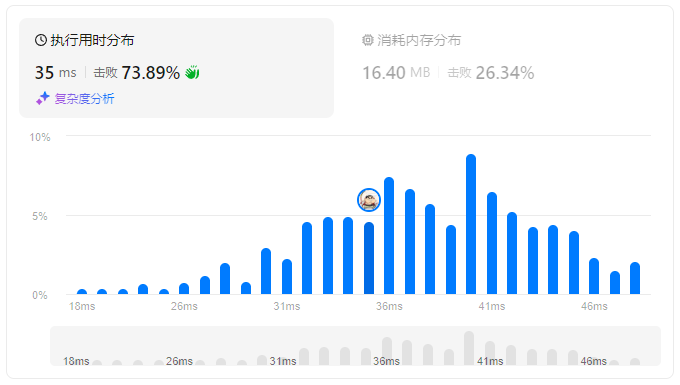 执行用时分布
35 ms | 击败 73.89%
复杂度分析
消耗内存分布
16.40 MB | 击败 26.34%
10%
5%
0%
18ms 26ms 31ms 36ms 41ms 46ms
18ms 26ms 31ms 36ms 41ms 46ms